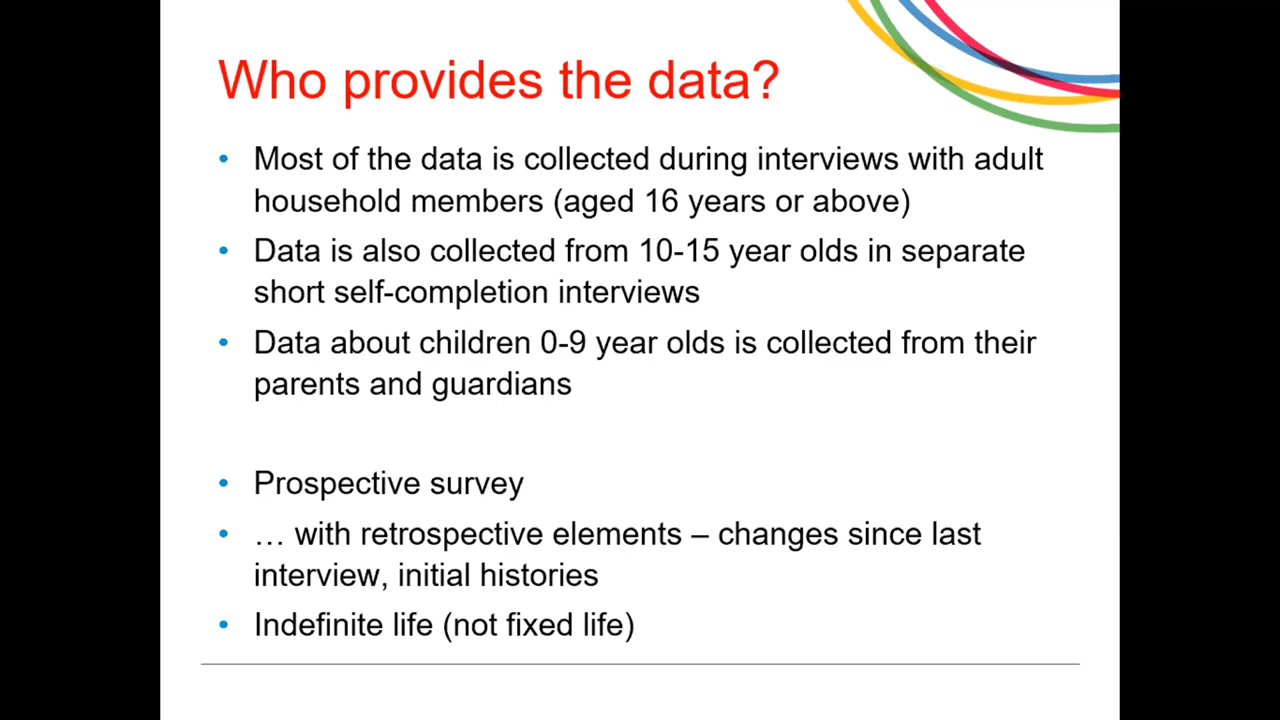 Who provides the data?
• Most of the data is collected during interviews with adult
household members (aged 16 years or above)
• Data is also collected from 10-15 year olds in separate
short self-completion interviews
• Data about children 0-9 year olds is collected from their
parents and guardians
• Prospective survey
• … with retrospective elements – changes since last
interview, initial histories
• Indefinite life (not fixed life)